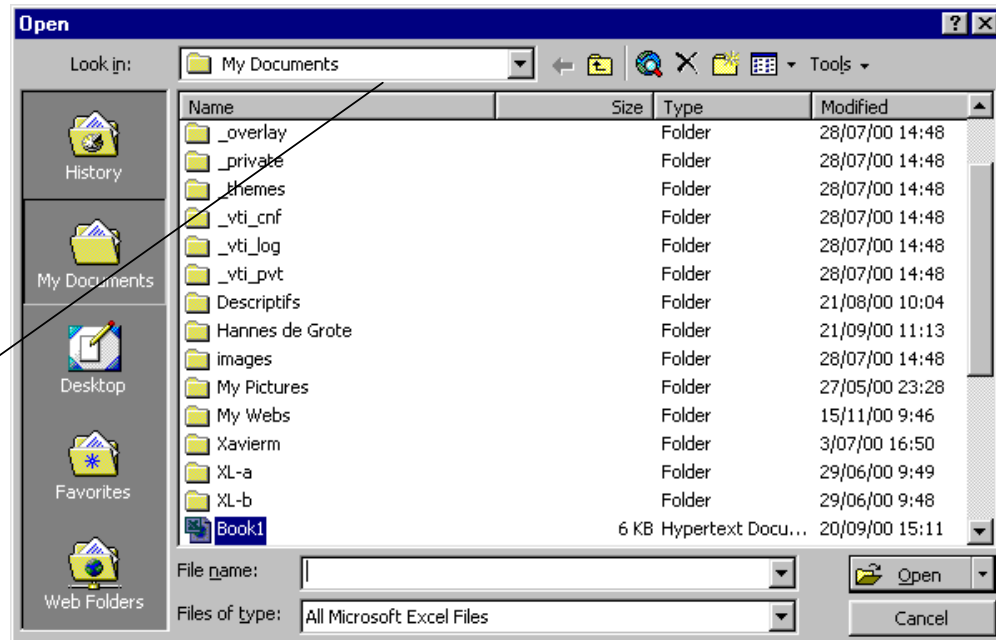 Open
Look in: My Documents Tools
Name Size Type Modified
_overlay Folder 28/07/00 14:48
_private Folder 28/07/00 14:48
_themes Folder 28/07/00 14:48
_vti_cnf Folder 28/07/00 14:48
_vti_log Folder 28/07/00 14:48
_vti_pvt Folder 28/07/00 14:48
Descriptifs Folder 21/08/00 10:04
Hannes de Grote Folder 21/09/00 11:13
images Folder 28/07/00 14:48
My Pictures Folder 27/05/00 23:28
My Webs Folder 15/11/00 9:46
Xavierm Folder 3/07/00 16:50
XL-a Folder 29/06/00 9:49
XL-b Folder 29/06/00 9:48
Book1 6 KB Hypertext Docu... 20/09/00 15:11
History
My Documents
Desktop
Favorites
Web Folders
File name: Open
Files of type: All Microsoft Excel Files Cancel